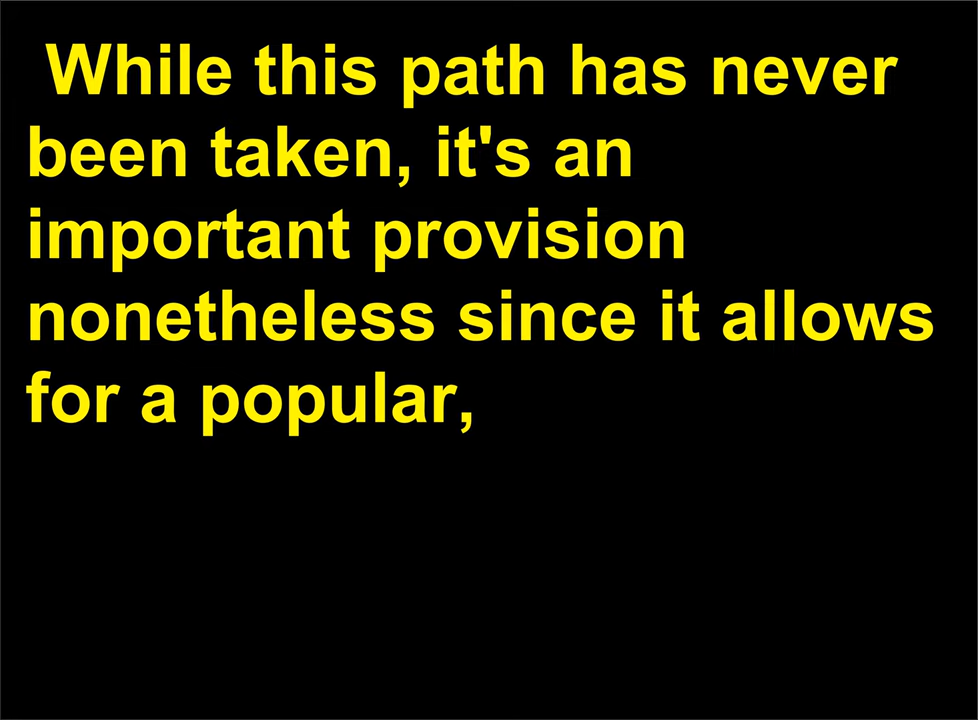 While this path has never
been taken, it's an
important provision
nonetheless since it allows
for a popular,